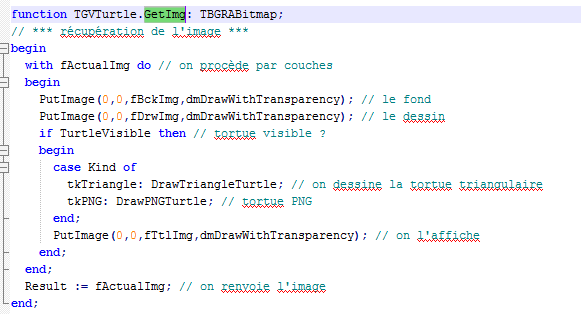 function TGVTurtle.GetImg: TBGRABitmap;
// *** récupération de l'image ***
begin
  with fActualImg do // on procède par couches
  begin
    PutImage(0,0,fBckImg,dmDrawWithTransparency); // le fond
    PutImage(0,0,fDrwImg,dmDrawWithTransparency); // le dessin
    if TurtleVisible then // tortue visible ?
    begin
      case Kind of
        tkTriangle: DrawTriangleTurtle; // on dessine la tortue triangulaire
        tkPNG: DrawPNGTurtle; // tortue PNG
      end;
      PutImage(0,0,fTtlImg,dmDrawWithTransparency); // on l'affiche
    end;
  end;
  Result := fActualImg; // on renvoie l'image
end;